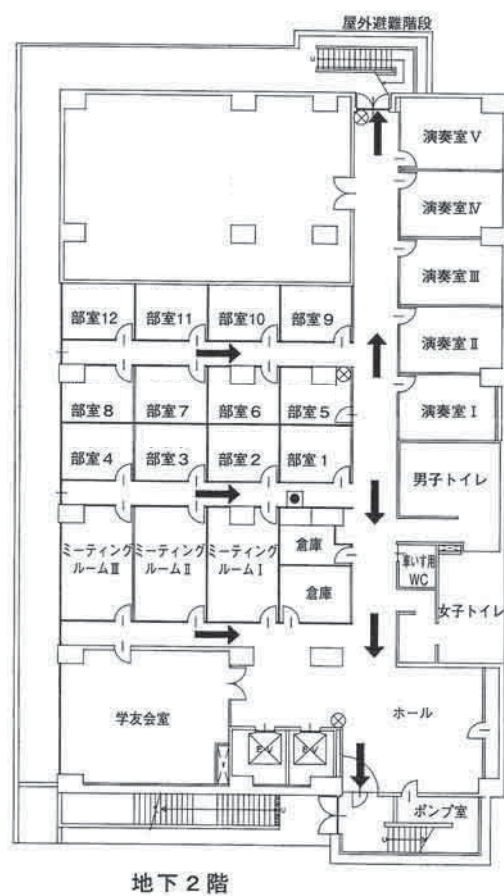 屋外避難階段
演奏室Ⅴ
演奏室Ⅳ
演奏室Ⅲ
演奏室Ⅱ
演奏室Ⅰ
部室12
部室11
部室10
部室9
部室8
部室7
部室6
部室5
部室4
部室3
部室2
部室1
男子トイレ
ミーティング
ルームⅢ
ミーティング
ルームⅡ
ミーティング
ルームⅠ
倉庫
倉庫
車いす用
WC
女子トイレ
学友会室
ホール
EV
EV
ポンプ室
地下2階